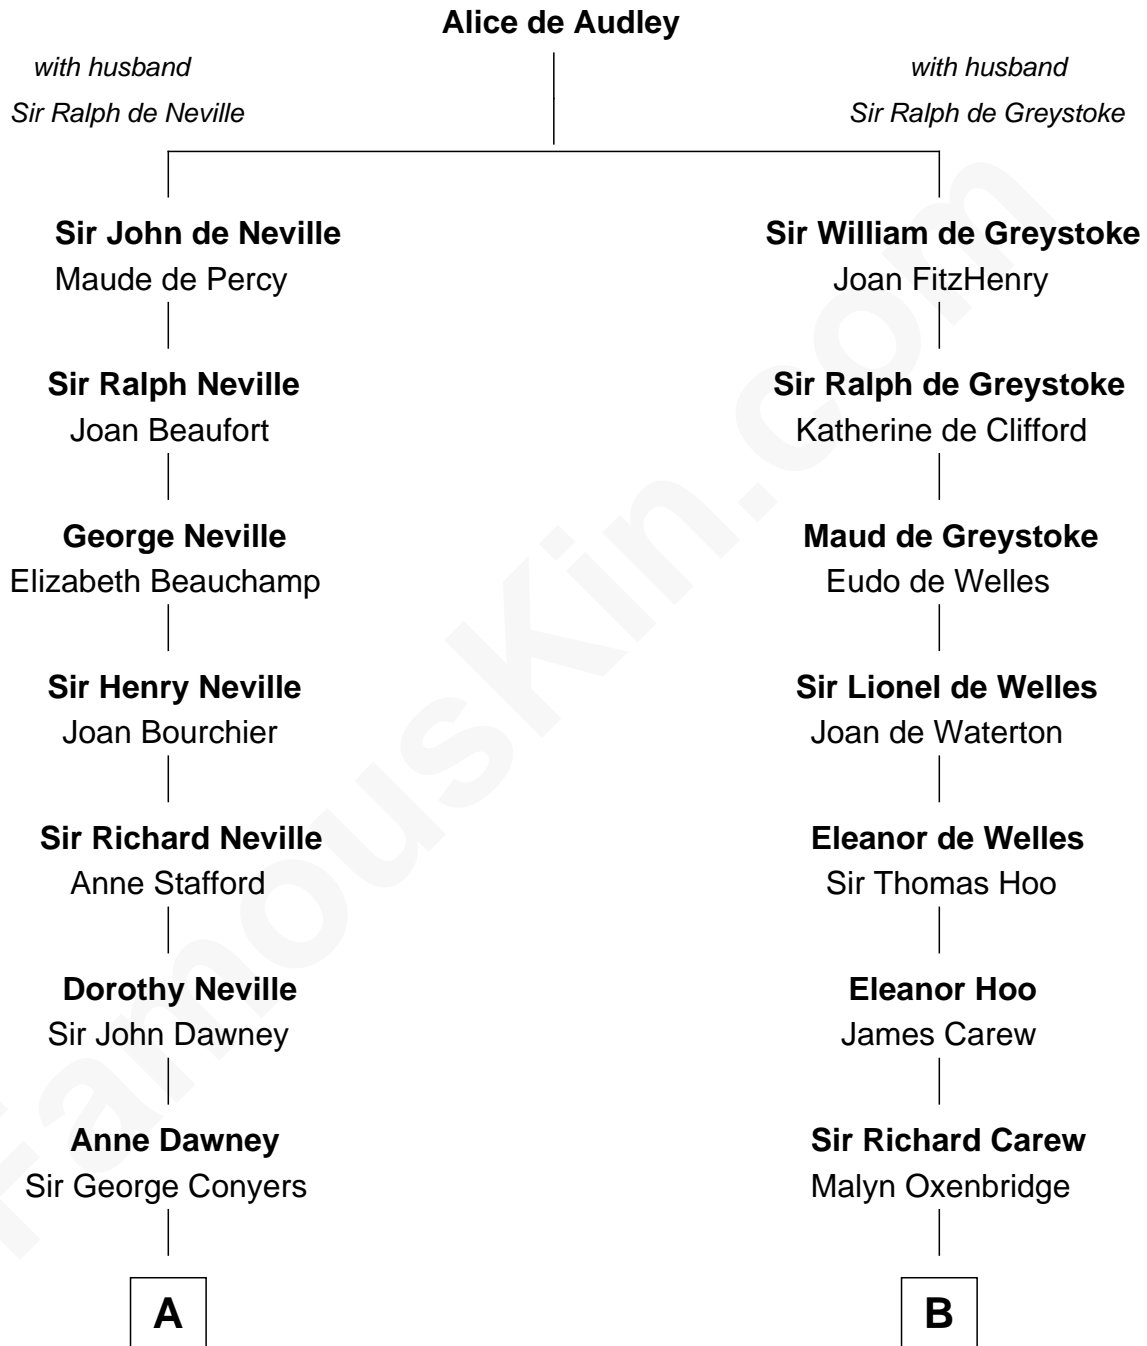 Alice de Audley
with husband
Sir Ralph de Neville
with husband
Sir Ralph de Greystoke
Sir John de Neville
Maude de Percy
Sir William de Greystoke
Joan FitzHenry
Sir Ralph Neville
Joan Beaufort
Sir Ralph de Greystoke
Katherine de Clifford
George Neville
Elizabeth Beauchamp
Maud de Greystoke
Eudo de Welles
Sir Henry Neville
Joan Bourchier
Sir Lionel de Welles
Joan de Waterton
Sir Richard Neville
Anne Stafford
Eleanor de Welles
Sir Thomas Hoo
Dorothy Neville
Sir John Dawney
Eleanor Hoo
James Carew
Anne Dawney
Sir George Conyers
Sir Richard Carew
Malyn Oxenbridge
A
B
FamousKin.com